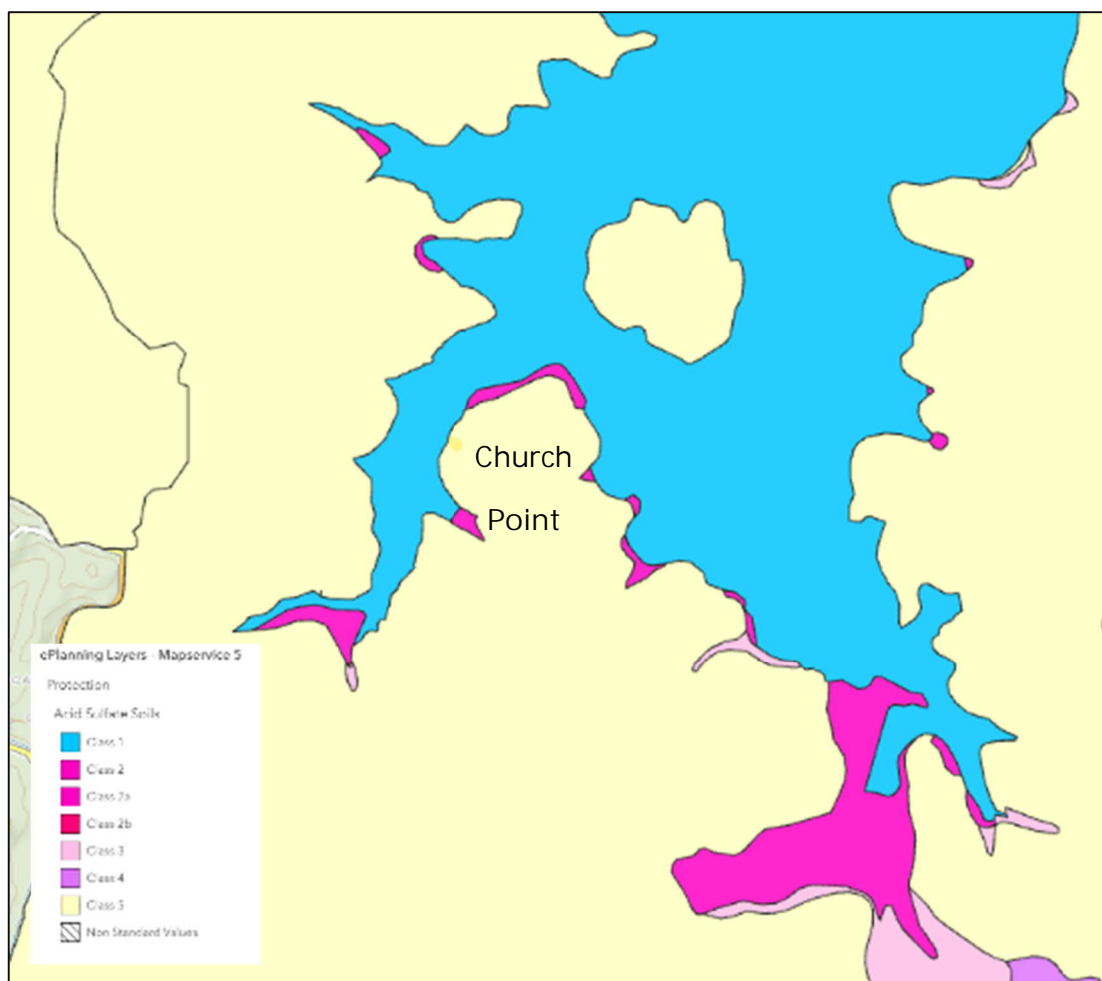 Church
Point
ePlanning Layers - Mapservice 5
Protection
Acid Sulfate Soils
Class 1
Class 2
Class 2a
Class 2b
Class 3
Class 4
Class 5
Non Standard Values